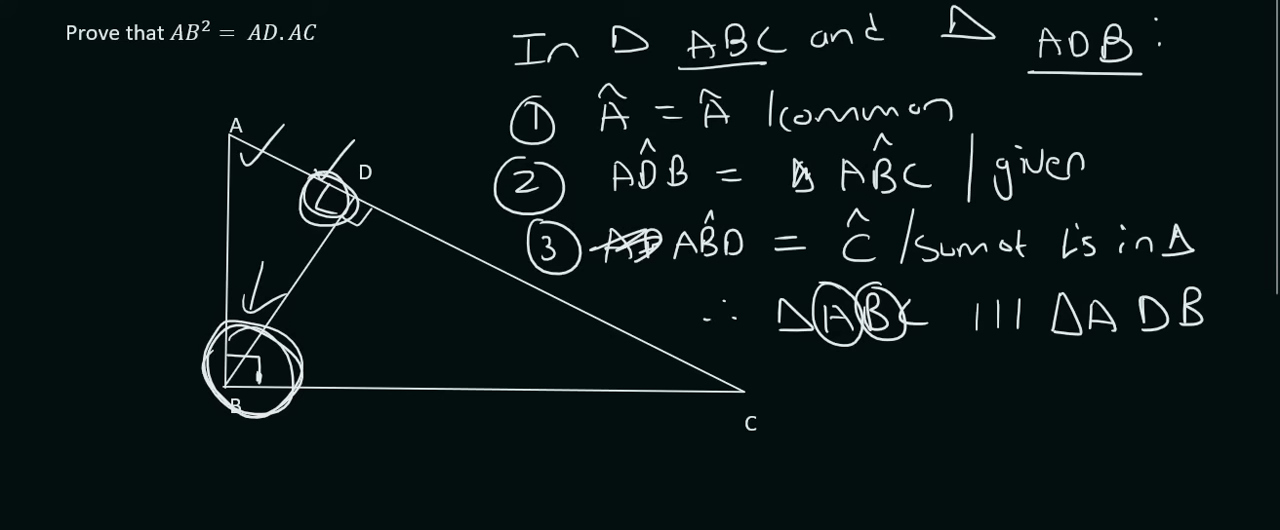 Prove that AB² = AD.AC
In Δ ABC and Δ ADB :
① Â = Â /common
② AD̂B = AB̂C / given
③ AB̂D = Ĉ /sum of ∠'s in Δ
∴ ΔABC ||| ΔADB
A
D
B
C